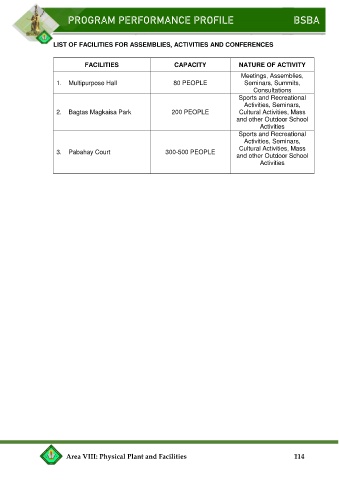 PROGRAM PERFORMANCE PROFILE BSBA
LIST OF FACILITIES FOR ASSEMBLIES, ACTIVITIES AND CONFERENCES
FACILITIES CAPACITY NATURE OF ACTIVITY
1. Multipurpose Hall 80 PEOPLE Meetings, Assemblies,
Seminars, Summits,
Consultations
2. Bagtas Magkaisa Park 200 PEOPLE Sports and Recreational
Activities, Seminars,
Cultural Activities, Mass
and other Outdoor School
Activities
3. Pabahay Court 300-500 PEOPLE Sports and Recreational
Activities, Seminars,
Cultural Activities, Mass
and other Outdoor School
Activities
Area VIII: Physical Plant and Facilities 114